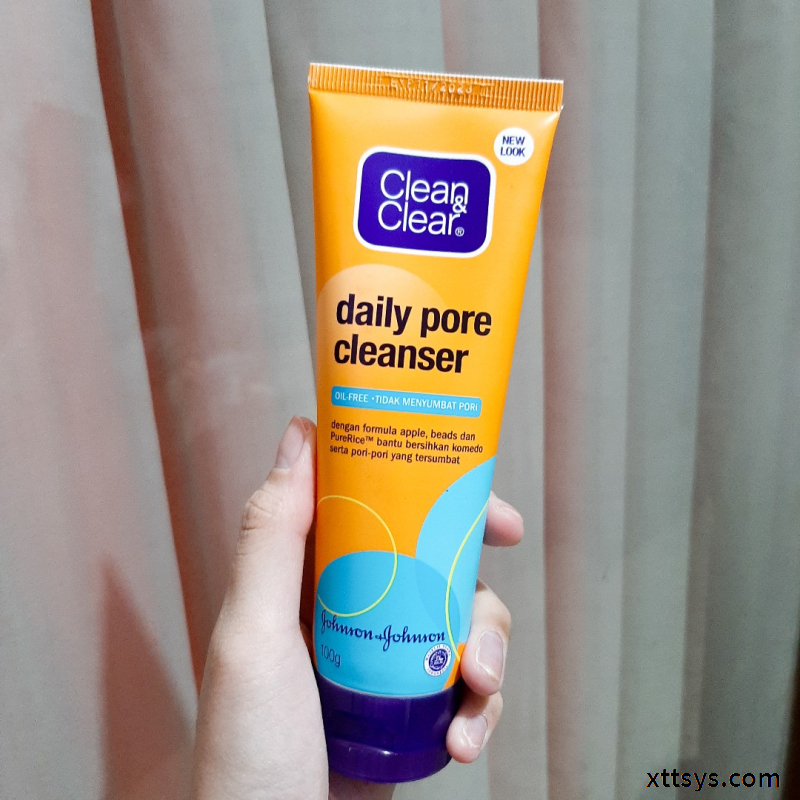 NEW
LOOK
Clean
&
Clear®
daily pore
cleanser
OIL-FREE • TIDAK MENYUMBAT PORI
dengan formula apple, beads dan
PureRice™ bantu bersihkan komedo
serta pori-pori yang tersumbat
Johnson & Johnson
100g
xttsys.com